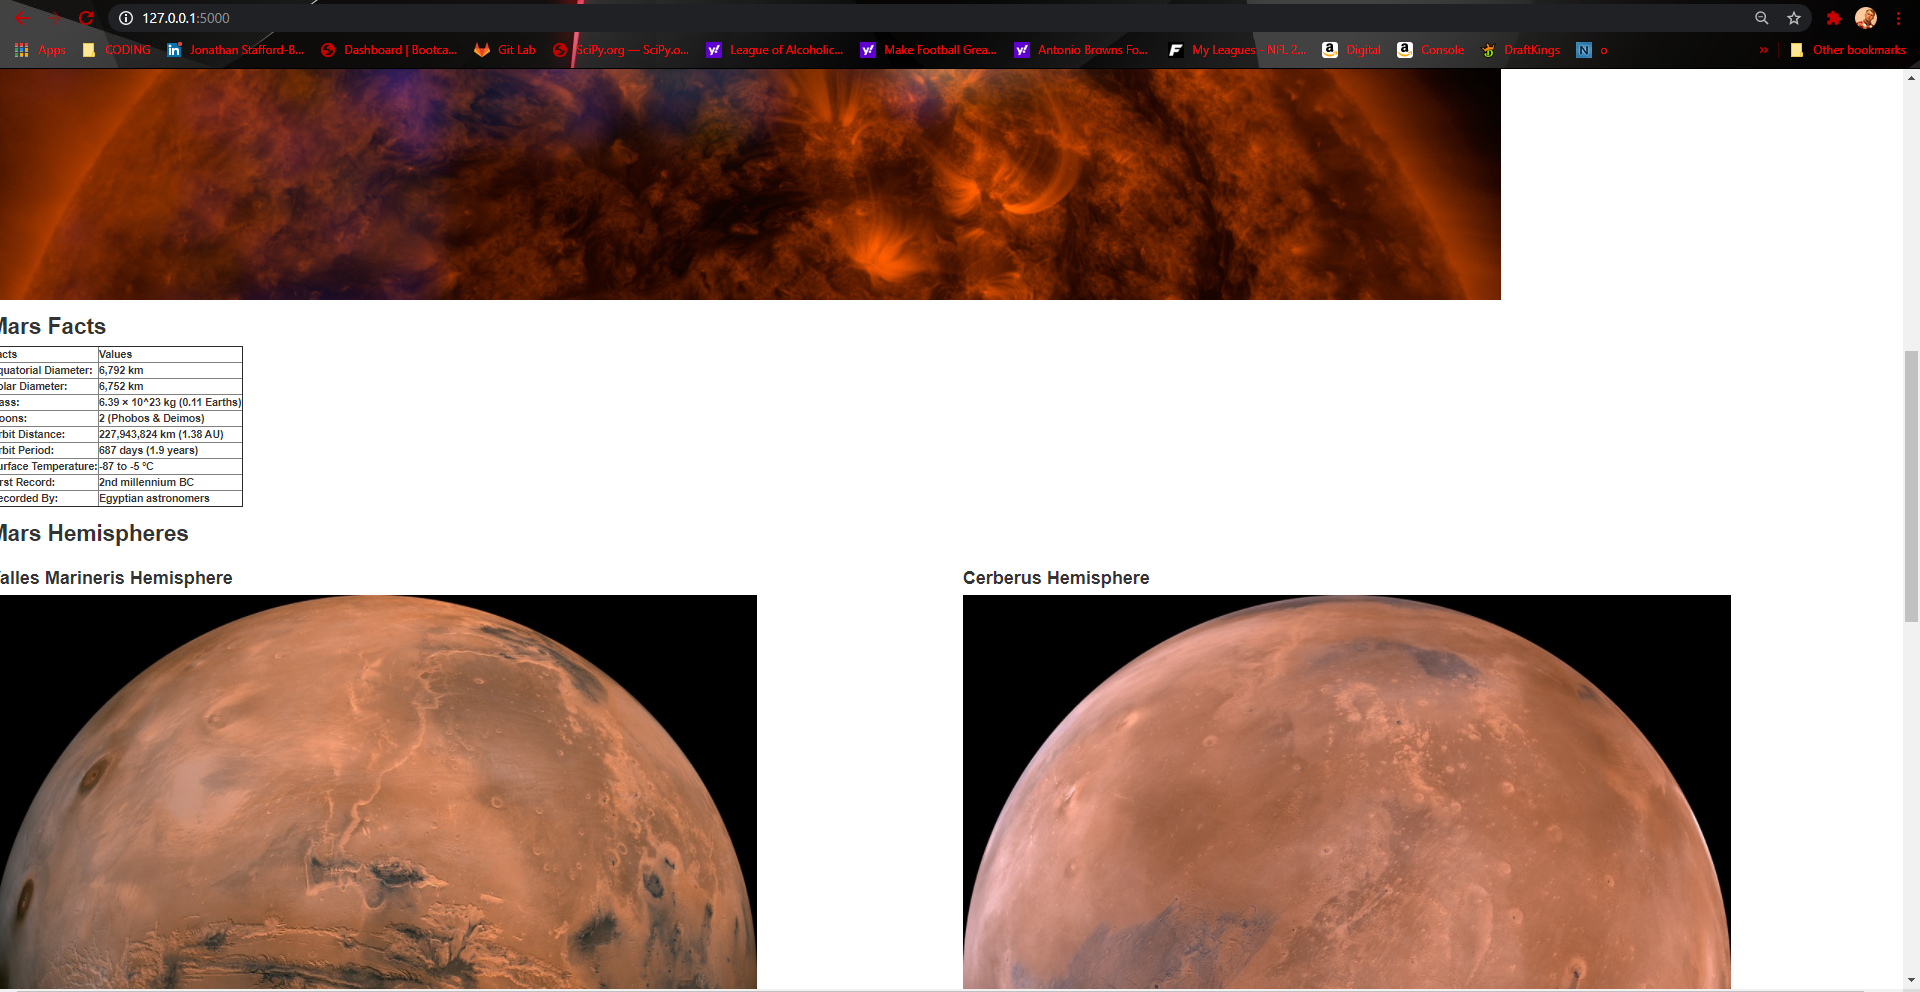 127.0.0.1:5000
Apps CODING Jonathan Stafford-B... Dashboard | Bootca... Git Lab SciPy.org — SciPy.o... League of Alcoholic... Make Football Grea... Antonio Browns Fo... My Leagues - NFL 2... Digital Console DraftKings o » Other bookmarks
Mars Facts
acts Values
quatorial Diameter: 6,792 km
olar Diameter: 6,752 km
ass: 6.39 × 10^23 kg (0.11 Earths)
oons: 2 (Phobos & Deimos)
rbit Distance: 227,943,824 km (1.38 AU)
rbit Period: 687 days (1.9 years)
urface Temperature: -87 to -5 °C
rst Record: 2nd millennium BC
ecorded By: Egyptian astronomers
Mars Hemispheres
alles Marineris Hemisphere
Cerberus Hemisphere